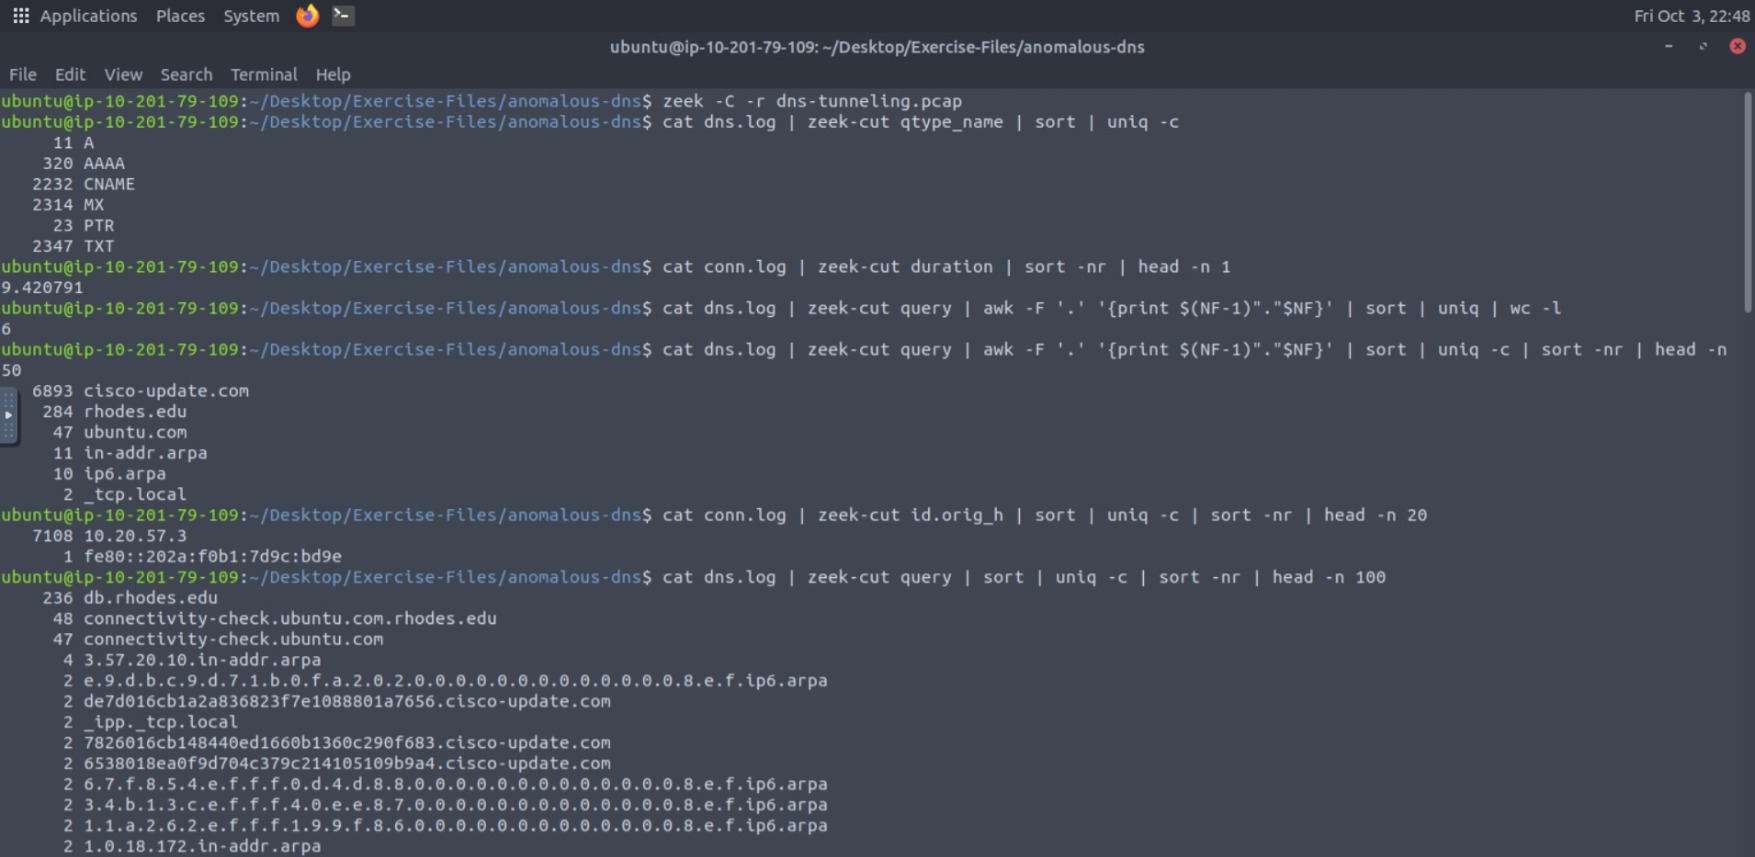 Applications Places System Fri Oct 3, 22:48
ubuntu@ip-10-201-79-109: ~/Desktop/Exercise-Files/anomalous-dns
File Edit View Search Terminal Help
ubuntu@ip-10-201-79-109:~/Desktop/Exercise-Files/anomalous-dns$ zeek -C -r dns-tunneling.pcap
ubuntu@ip-10-201-79-109:~/Desktop/Exercise-Files/anomalous-dns$ cat dns.log | zeek-cut qtype_name | sort | uniq -c
11 A
320 AAAA
2232 CNAME
2314 MX
23 PTR
2347 TXT
ubuntu@ip-10-201-79-109:~/Desktop/Exercise-Files/anomalous-dns$ cat conn.log | zeek-cut duration | sort -nr | head -n 1
9.420791
ubuntu@ip-10-201-79-109:~/Desktop/Exercise-Files/anomalous-dns$ cat dns.log | zeek-cut query | awk -F '.' '{print $(NF-1)"."$NF}' | sort | uniq | wc -l
6
ubuntu@ip-10-201-79-109:~/Desktop/Exercise-Files/anomalous-dns$ cat dns.log | zeek-cut query | awk -F '.' '{print $(NF-1)"."$NF}' | sort | uniq -c | sort -nr | head -n
50
6893 cisco-update.com
284 rhodes.edu
47 ubuntu.com
11 in-addr.arpa
10 ip6.arpa
2 _tcp.local
ubuntu@ip-10-201-79-109:~/Desktop/Exercise-Files/anomalous-dns$ cat conn.log | zeek-cut id.orig_h | sort | uniq -c | sort -nr | head -n 20
7108 10.20.57.3
1 fe80::202a:f0b1:7d9c:bd9e
ubuntu@ip-10-201-79-109:~/Desktop/Exercise-Files/anomalous-dns$ cat dns.log | zeek-cut query | sort | uniq -c | sort -nr | head -n 100
236 db.rhodes.edu
48 connectivity-check.ubuntu.com.rhodes.edu
47 connectivity-check.ubuntu.com
4 3.57.20.10.in-addr.arpa
2 e.9.d.b.c.9.d.7.1.b.0.f.a.2.0.2.0.0.0.0.0.0.0.0.0.0.0.0.0.8.e.f.ip6.arpa
2 de7d016cb1a2a836823f7e1088801a7656.cisco-update.com
2 _ipp._tcp.local
2 7826016cb148440ed1660b1360c290f683.cisco-update.com
2 6538018ea0f9d704c379c214105109b9a4.cisco-update.com
2 6.7.f.8.5.4.e.f.f.f.0.d.4.d.8.8.0.0.0.0.0.0.0.0.0.0.0.0.0.8.e.f.ip6.arpa
2 3.4.b.1.3.c.e.f.f.f.4.0.e.e.8.7.0.0.0.0.0.0.0.0.0.0.0.0.0.8.e.f.ip6.arpa
2 1.1.a.2.6.2.e.f.f.f.1.9.9.f.8.6.0.0.0.0.0.0.0.0.0.0.0.0.0.8.e.f.ip6.arpa
2 1.0.18.172.in-addr.arpa